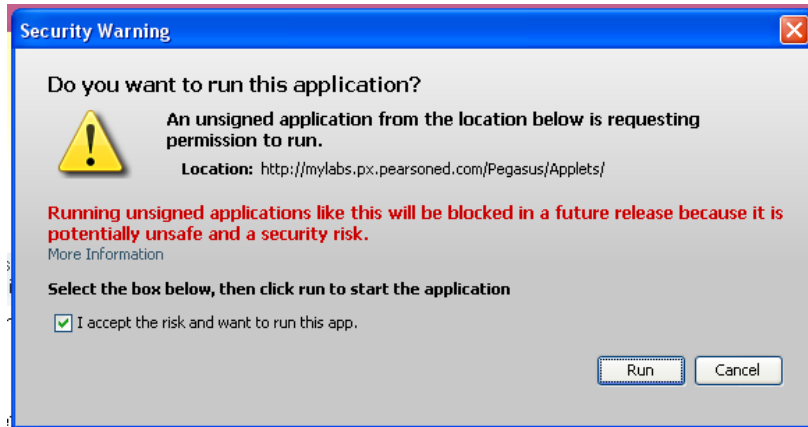 Security Warning
Do you want to run this application?
An unsigned application from the location below is requesting
permission to run.
Location: http://mylabs.px.pearsoned.com/Pegasus/Applets/
Running unsigned applications like this will be blocked in a future release because it is
potentially unsafe and a security risk.
More Information
Select the box below, then click run to start the application
I accept the risk and want to run this app.
Run Cancel